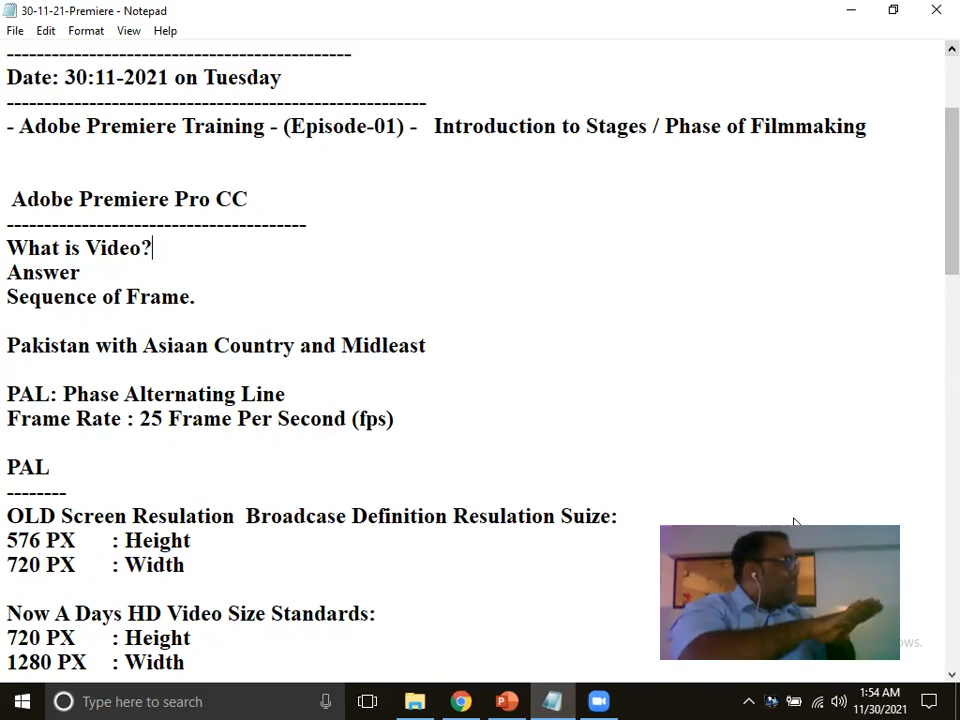 30-11-21-Premiere - Notepad
File Edit Format View Help
----------------------------------------------
Date: 30:11-2021 on Tuesday
--------------------------------------------------------
- Adobe Premiere Training - (Episode-01) - Introduction to Stages / Phase of Filmmaking
Adobe Premiere Pro CC
----------------------------------------
What is Video?
Answer
Sequence of Frame.
Pakistan with Asiaan Country and Midleast
PAL: Phase Alternating Line
Frame Rate : 25 Frame Per Second (fps)
PAL
--------
OLD Screen Resulation Broadcase Definition Resulation Suize:
576 PX : Height
720 PX : Width
Now A Days HD Video Size Standards:
720 PX : Height
1280 PX : Width
Type here to search
1:54 AM
11/30/2021